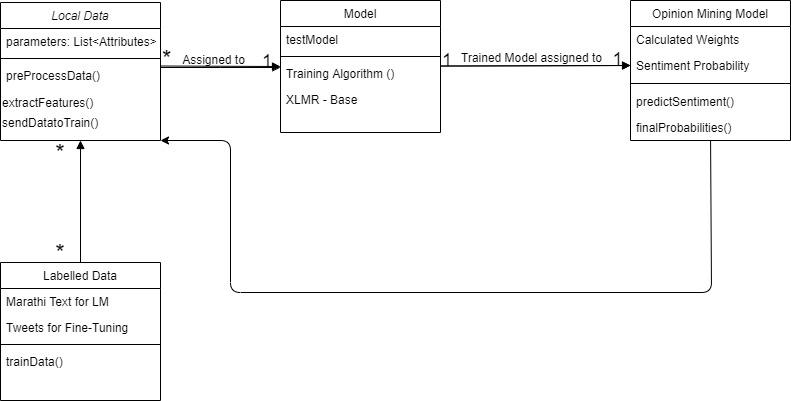 Local Data
parameters: List<Attributes>
preProcessData()
extractFeatures()
sendDatatoTrain()
* Assigned to 1
Model
testModel
Training Algorithm ()
XLMR - Base
1 Trained Model assigned to 1
Opinion Mining Model
Calculated Weights
Sentiment Probability
predictSentiment()
finalProbabilities()
*
*
Labelled Data
Marathi Text for LM
Tweets for Fine-Tuning
trainData()